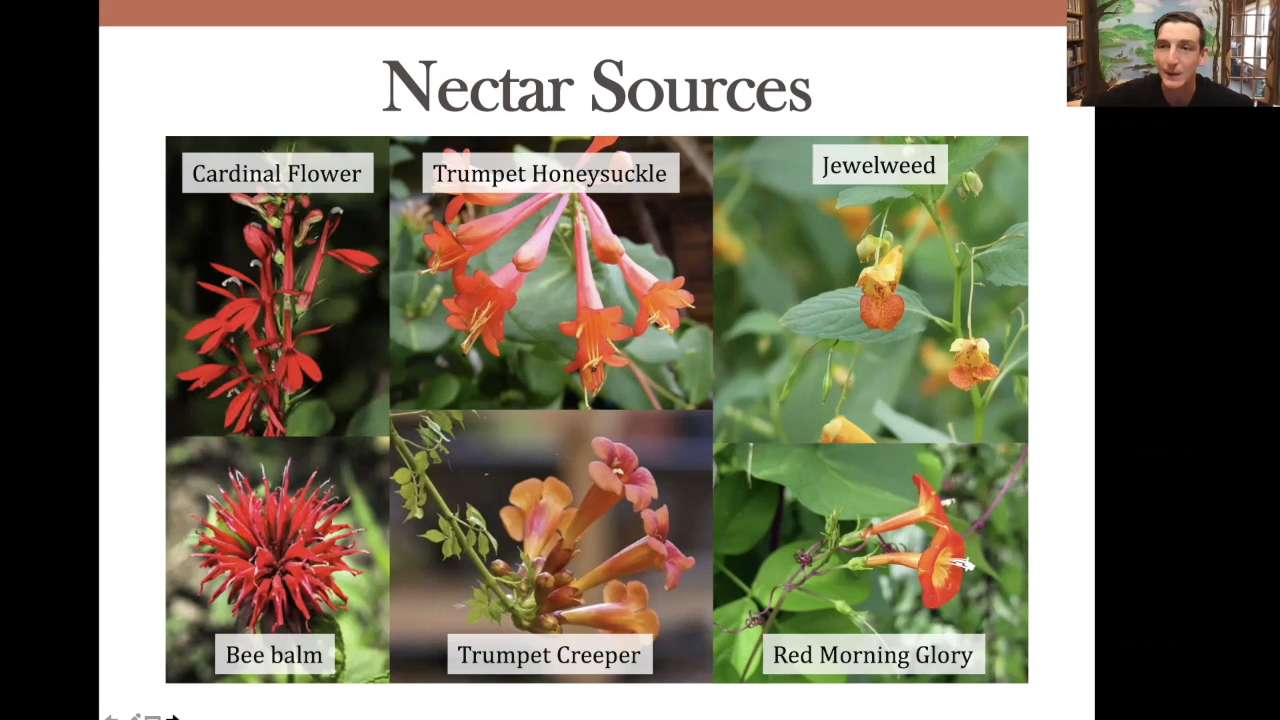 Nectar Sources
Cardinal Flower
Trumpet Honeysuckle
Jewelweed
Bee balm
Trumpet Creeper
Red Morning Glory